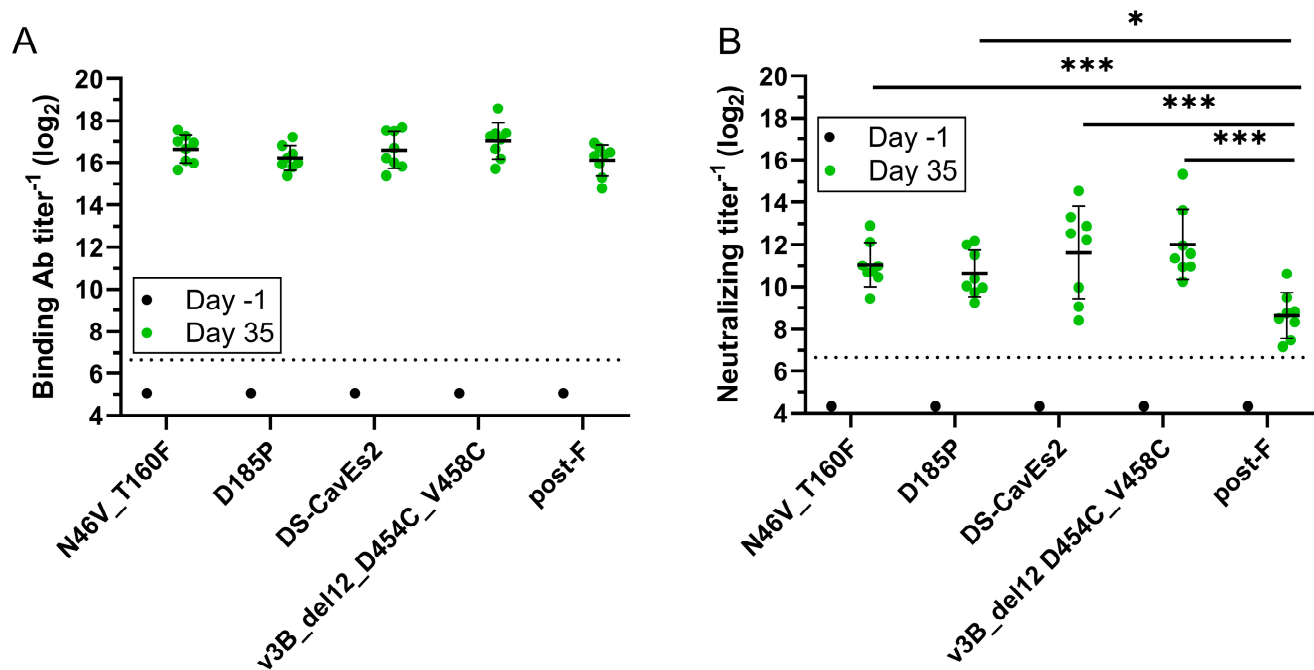 A
Binding Ab titer⁻¹ (log₂)
20
18
16
14
12
10
8
6
4
Day -1
Day 35
N46V_T160F
D185P
DS-CavEs2
v3B_del12_D454C_V458C
post-F
B
*
***
***
***
Neutralizing titer⁻¹ (log₂)
20
18
16
14
12
10
8
6
4
Day -1
Day 35
N46V_T160F
D185P
DS-CavEs2
v3B_del12 D454C_V458C
post-F